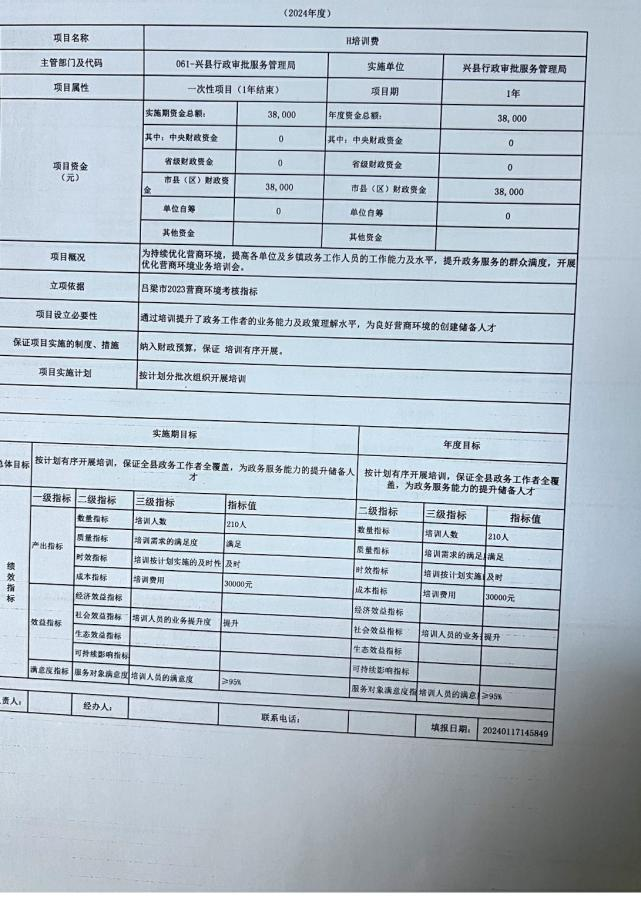 （2024年度）
项目名称 H培训费
主管部门及代码 061-兴县行政审批服务管理局 实施单位 兴县行政审批服务管理局
项目属性 一次性项目（1年结束） 项目期 1年
项目资金
（元）
实施期资金总额： 38,000 年度资金总额： 38,000
其中：中央财政资金 0 其中：中央财政资金 0
省级财政资金 0 省级财政资金 0
市县（区）财政资
金 38,000 市县（区）财政资金 38,000
单位自筹 0 单位自筹 0
其他资金 其他资金
项目概况 为持续优化营商环境，提高各单位及乡镇政务工作人员的工作能力及水平，提升政务服务的群众满度，开展
优化营商环境业务培训会。
立项依据 吕梁市2023营商环境考核指标
项目设立必要性 通过培训提升了政务工作者的业务能力及政策理解水平，为良好营商环境的创建储备人才
保证项目实施的制度、措施 纳入财政预算，保证 培训有序开展。
项目实施计划 按计划分批次组织开展培训
实施期目标 年度目标
总体目标 按计划有序开展培训，保证全县政务工作者全覆盖，为政务服务能力的提升储备人
才
按计划有序开展培训，保证全县政务工作者全覆
盖，为政务服务能力的提升储备人才
绩
效
指
标
一级指标 二级指标 三级指标 指标值 二级指标 三级指标 指标值
产出指标 数量指标 培训人数 210人 数量指标 培训人数 210人
质量指标 培训需求的满足度 满足 质量指标 培训需求的满足 满足
时效指标 培训按计划实施的及时性 及时 时效指标 培训按计划实施 及时
成本指标 培训费用 30000元 成本指标 培训费用 30000元
效益指标 经济效益指标 经济效益指标
社会效益指标 培训人员的业务提升度 提升 社会效益指标 培训人员的业务 提升
生态效益指标 生态效益指标
可持续影响指标 可持续影响指标
满意度指标 服务对象满意度 培训人员的满意度 ≥95% 服务对象满意度指 培训人员的满意 ≥95%
责人： 经办人： 联系电话： 填报日期： 20240117145849